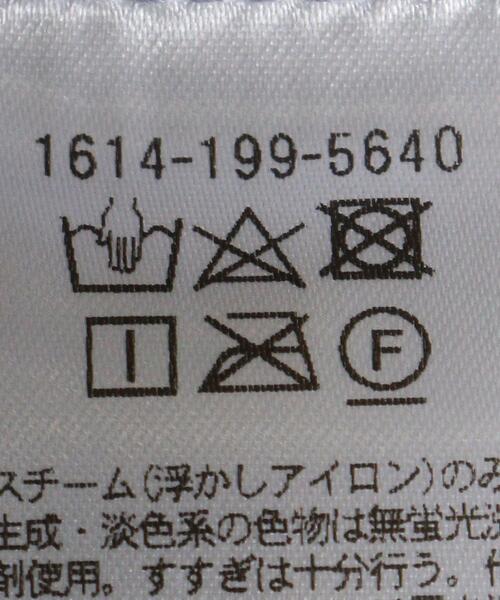 1614-199-5640
F
スチーム(浮かしアイロン)のみ
生成・淡色系の色物は無蛍光洗
剤使用。すすぎは十分行う。